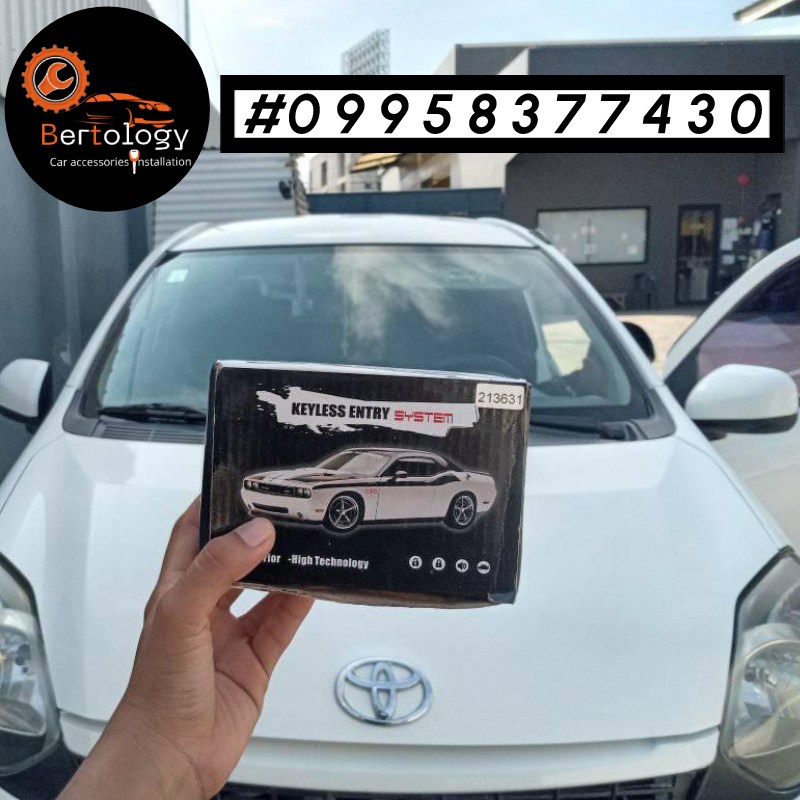 Bertology
Car accessories installation
#09958377430
213631
KEYLESS ENTRY SYSTEM
-High Technology